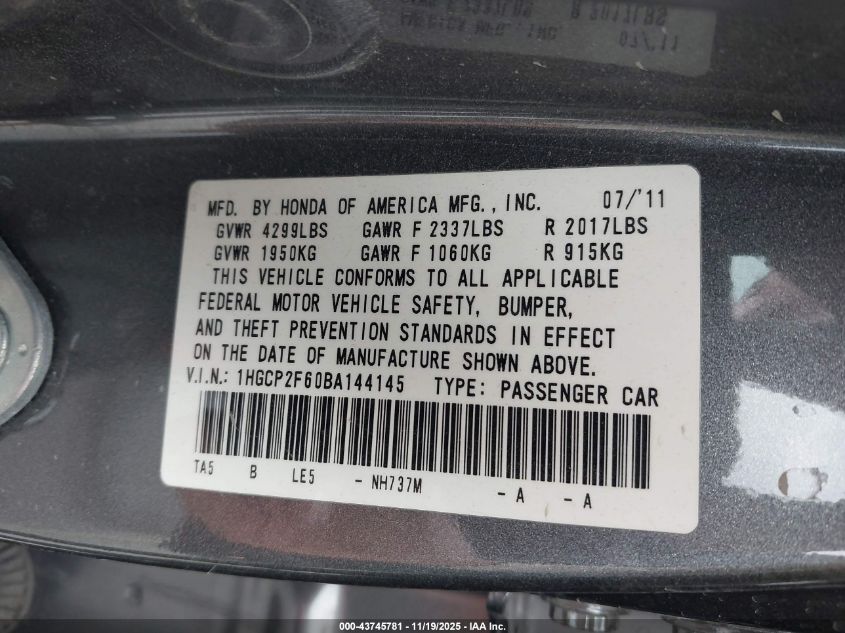 MFD. BY HONDA OF AMERICA MFG., INC. 07/'11
GVWR 4299LBS GAWR F 2337LBS R 2017LBS
GVWR 1950KG GAWR F 1060KG R 915KG
THIS VEHICLE CONFORMS TO ALL APPLICABLE
FEDERAL MOTOR VEHICLE SAFETY, BUMPER,
AND THEFT PREVENTION STANDARDS IN EFFECT
ON THE DATE OF MANUFACTURE SHOWN ABOVE.
V.I.N.: 1HGCP2F60BA144145 TYPE: PASSENGER CAR
TA5 B LE5 - NH737M - A - A
000-43745781 - 11/19/2025 - IAA Inc.